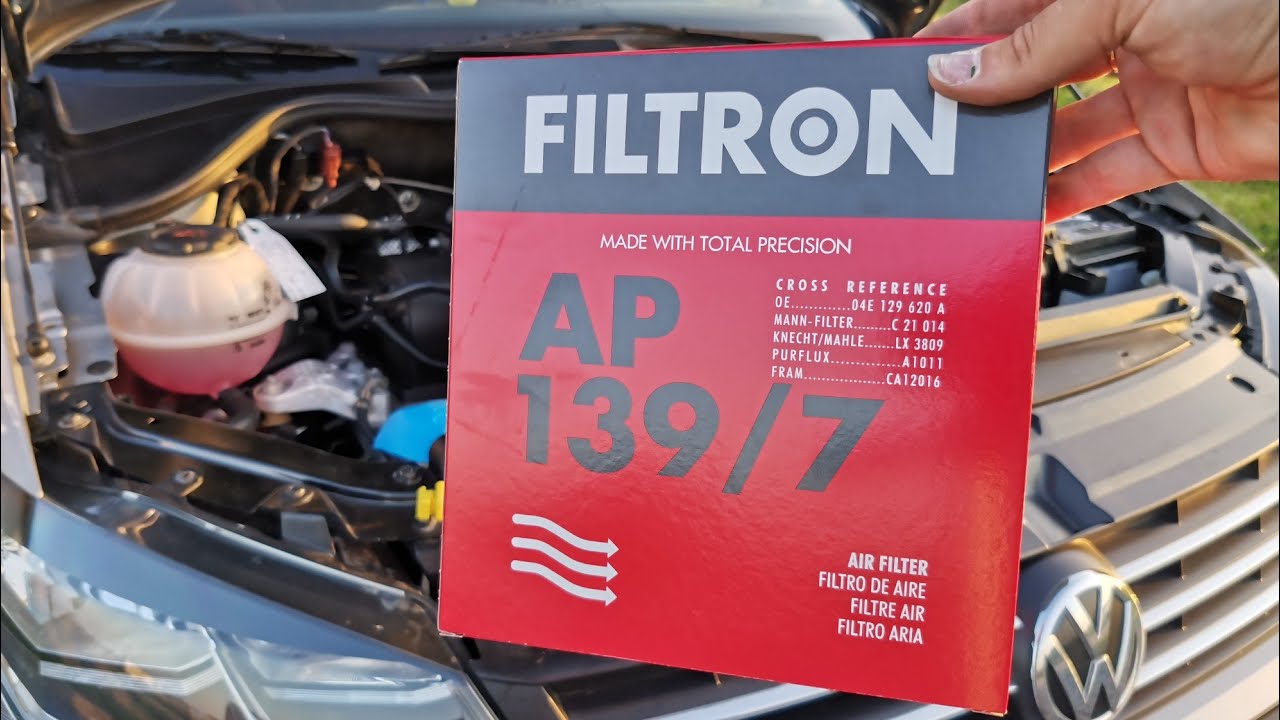 FILTRON
MADE WITH TOTAL PRECISION
AP
139/7
CROSS REFERENCE
OE.............04E 129 620 A
MANN-FILTER........C 21 014
KNECHT/MAHLE.......LX 3809
PURFLUX...............A1011
FRAM.................CA12016
AIR FILTER
FILTRO DE AIRE
FILTRE AIR
FILTRO ARIA